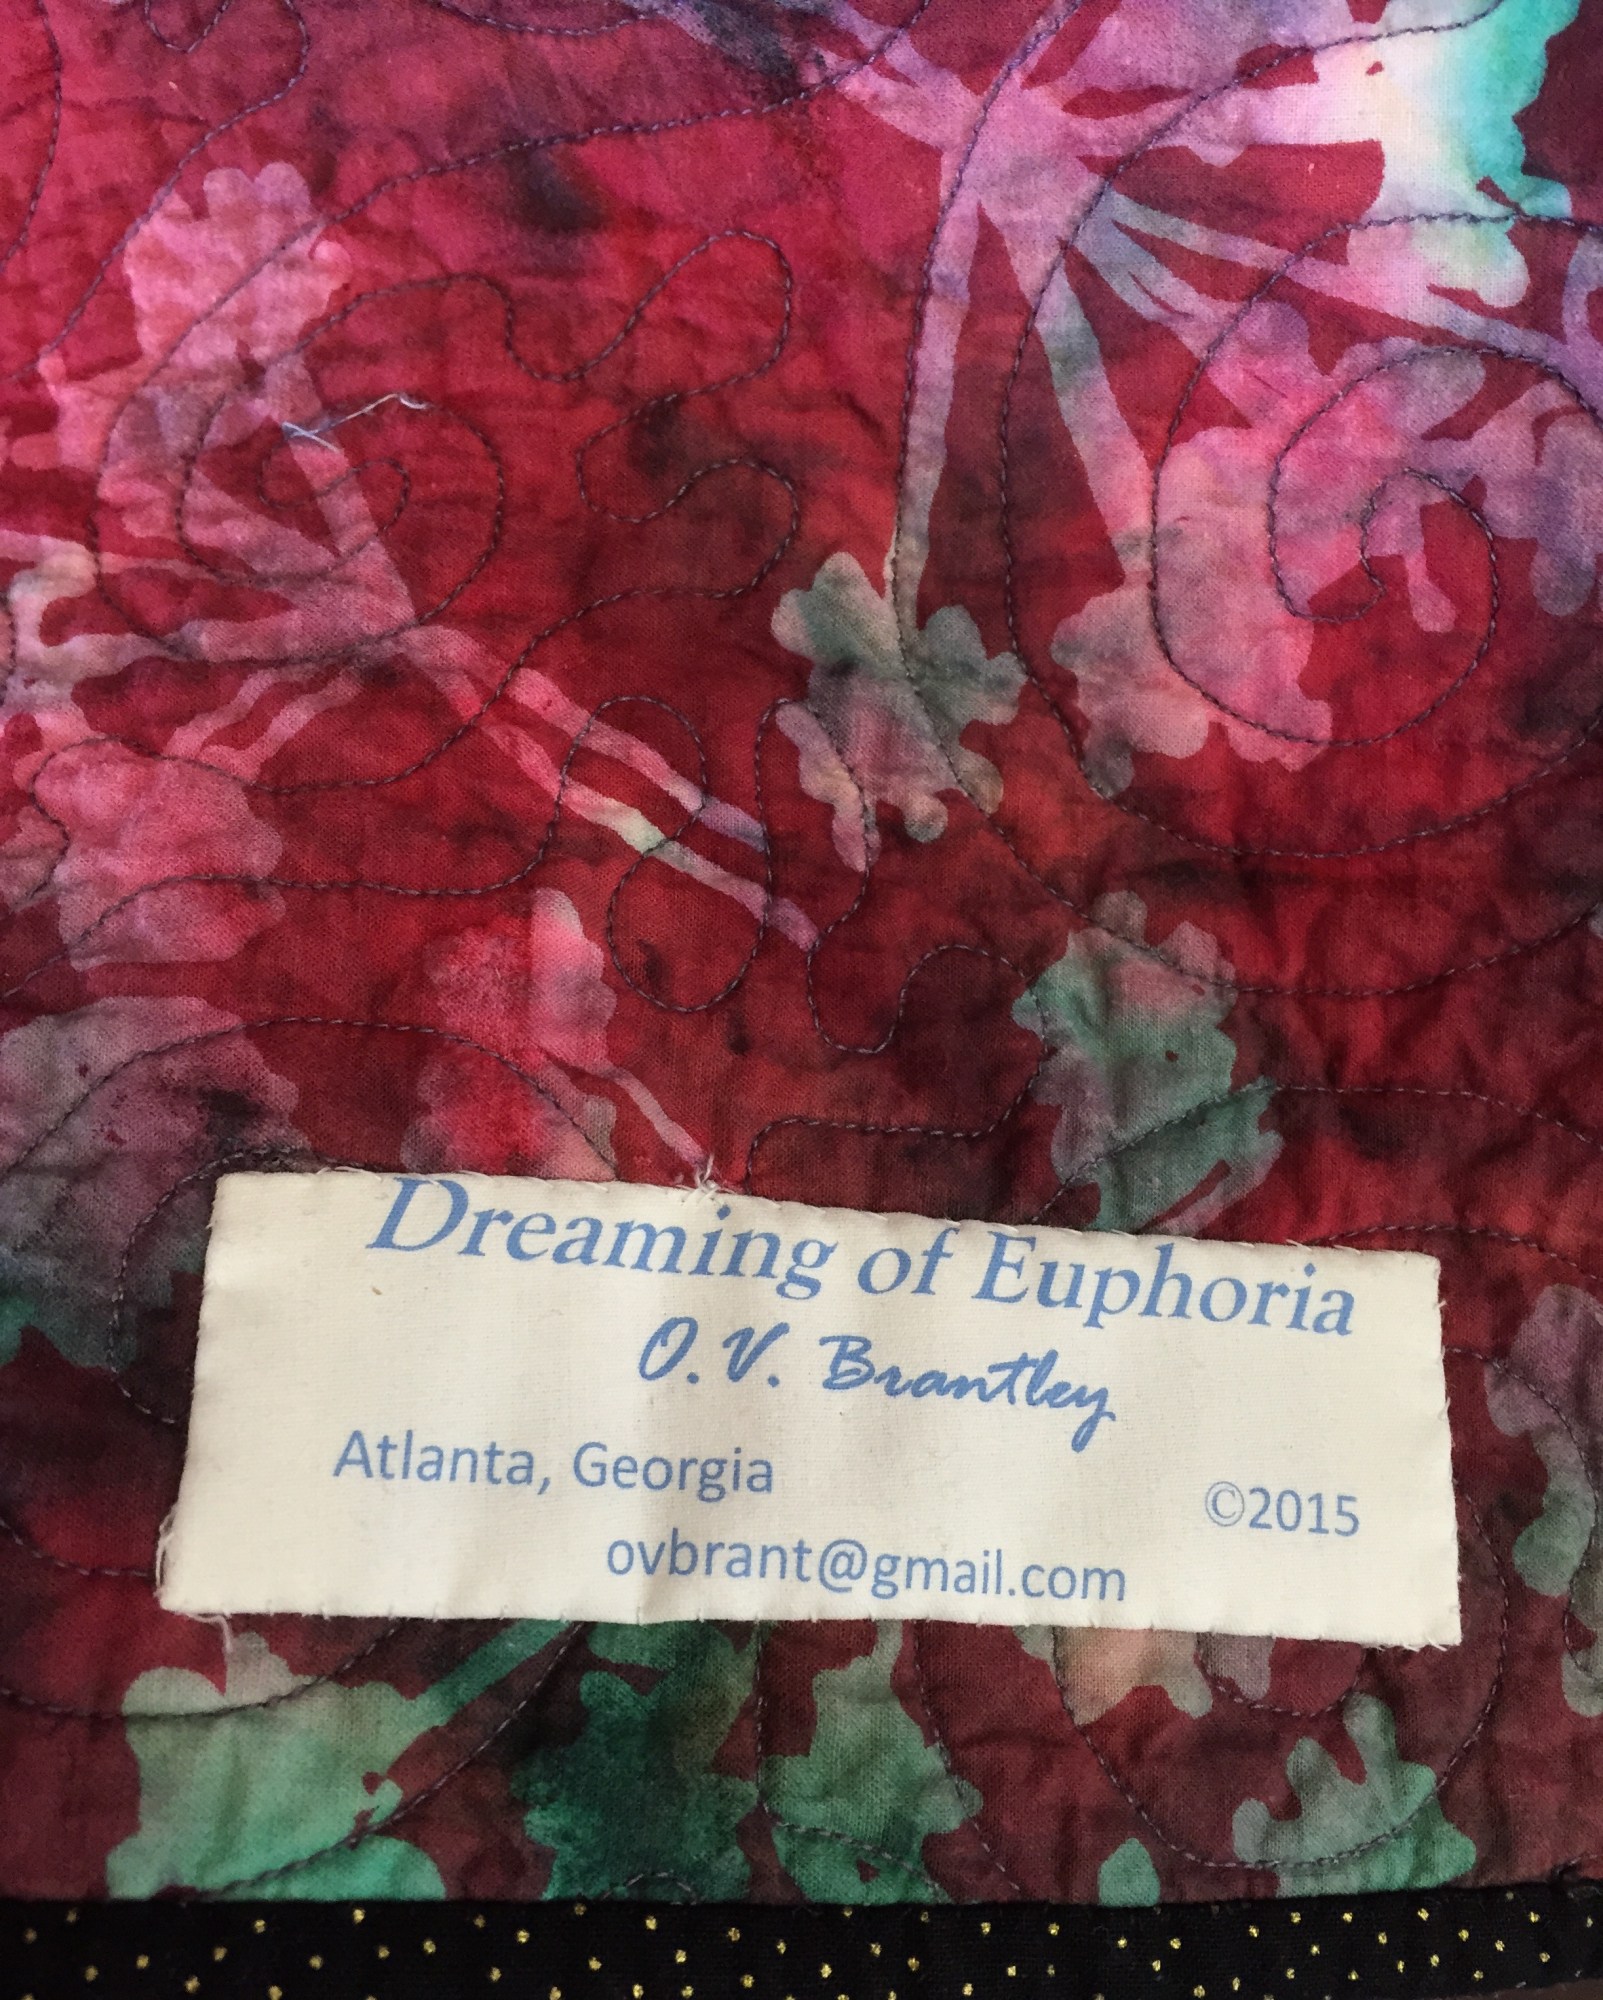 Dreaming of Euphoria
O.V. Brantley
Atlanta, Georgia
©2015
ovbrant@gmail.com